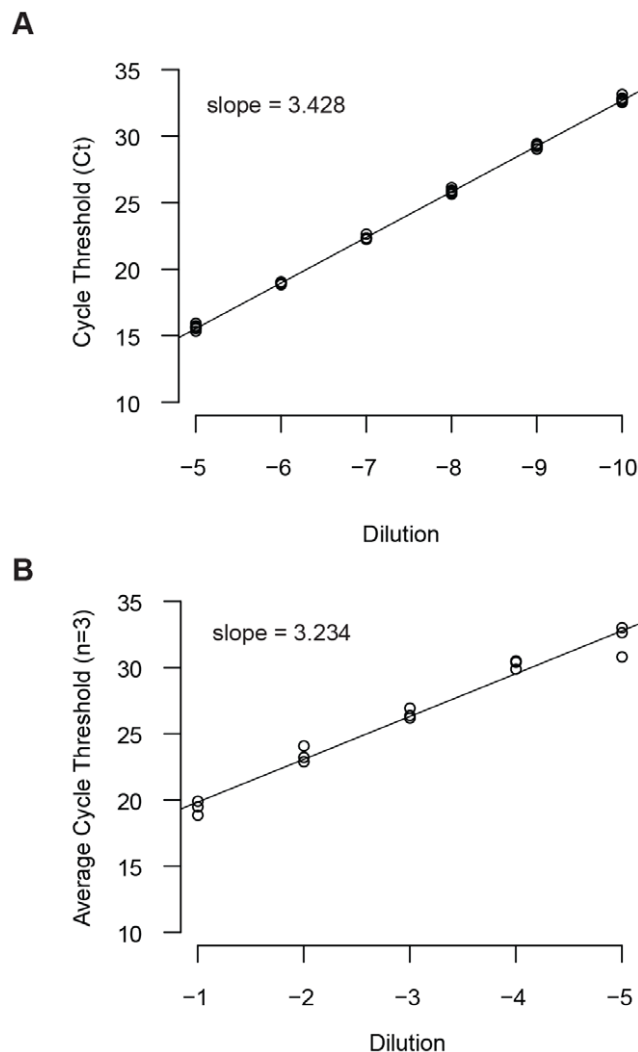 A
35
30
25
20
15
10
Cycle Threshold (Ct)
slope = 3.428
−5 −6 −7 −8 −9 −10
Dilution
B
35
30
25
20
15
10
Average Cycle Threshold (n=3)
slope = 3.234
−1 −2 −3 −4 −5
Dilution